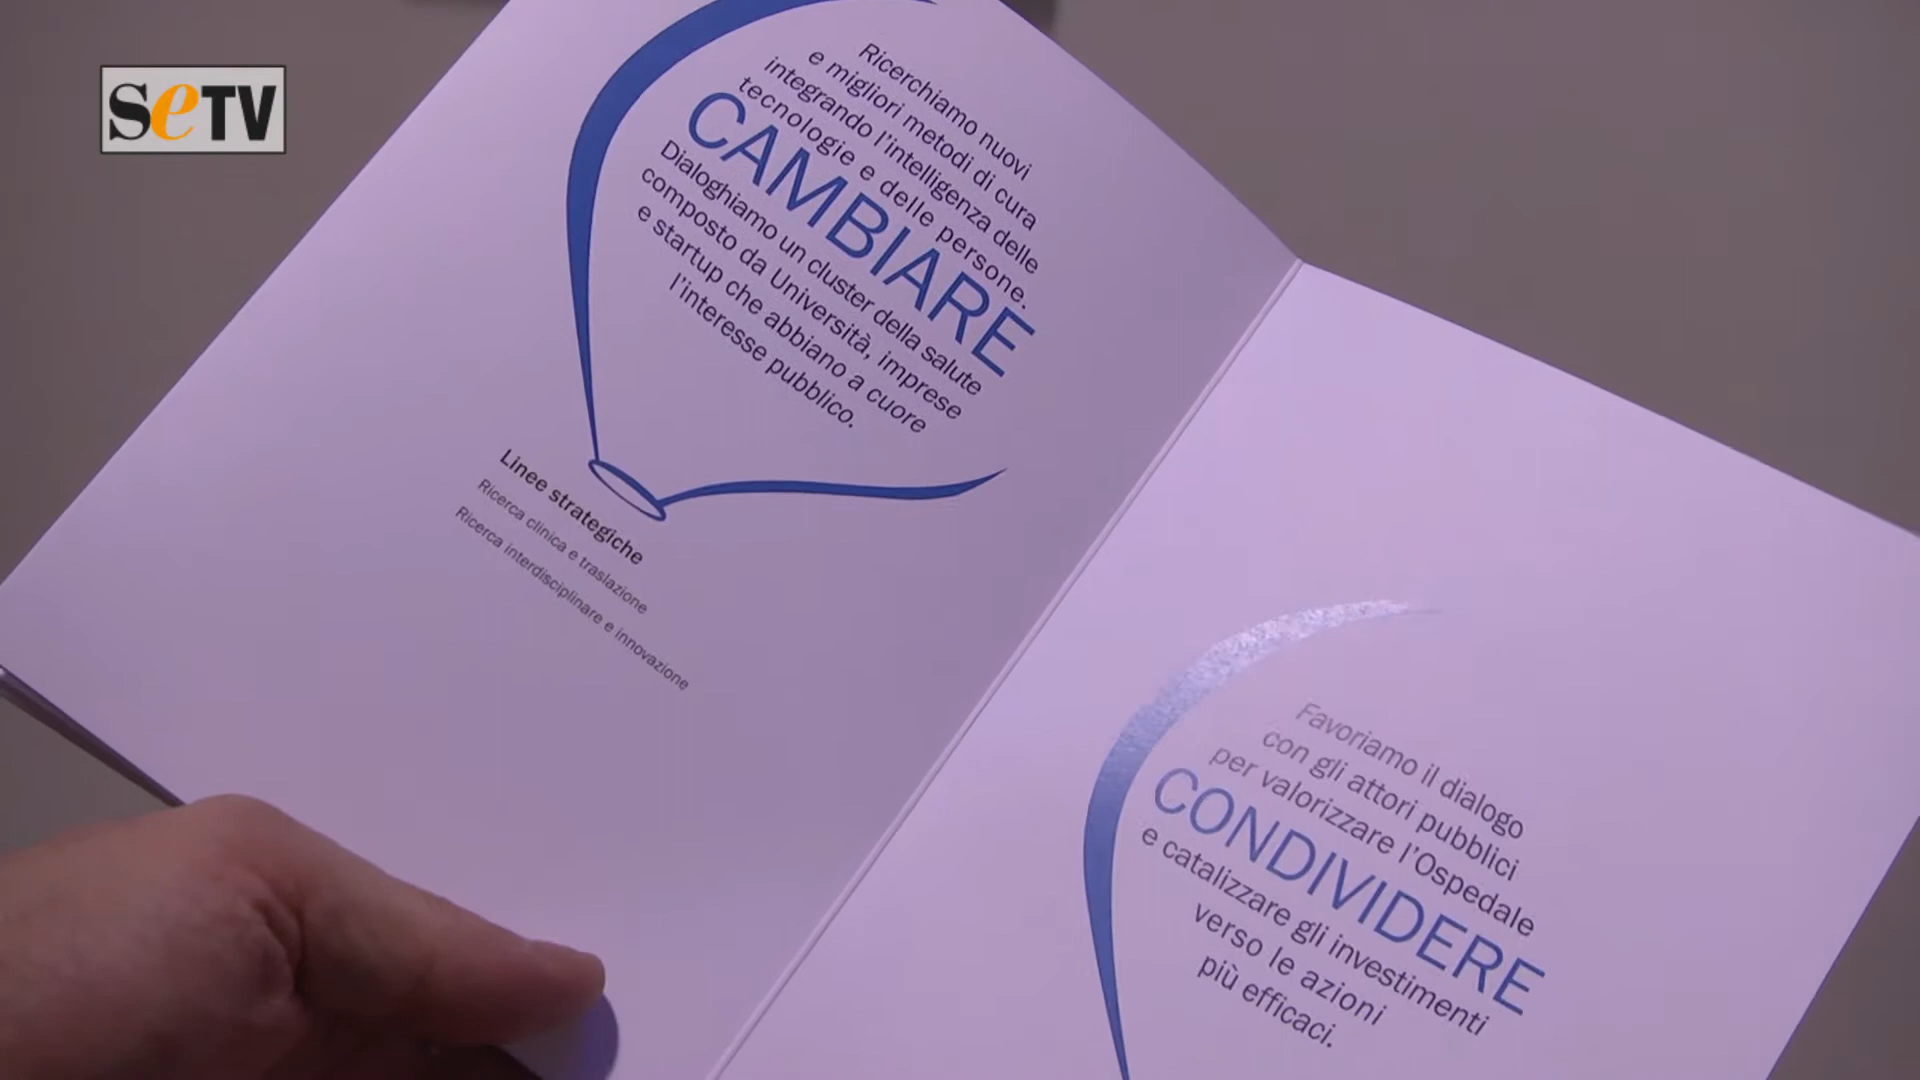 SeTV
Ricerchiamo nuovi
e migliori metodi di cura
integrando l'intelligenza delle
tecnologie e delle persone.
CAMBIARE
Dialoghiamo un cluster della salute
composto da Università, imprese
e startup che abbiano a cuore
l'interesse pubblico.
Linee strategiche
Ricerca clinica e traslazione
Ricerca interdisciplinare e innovazione
Favoriamo il dialogo
con gli attori pubblici
per valorizzare l'Ospedale
CONDIVIDERE
e catalizzare gli investimenti
verso le azioni
più efficaci.